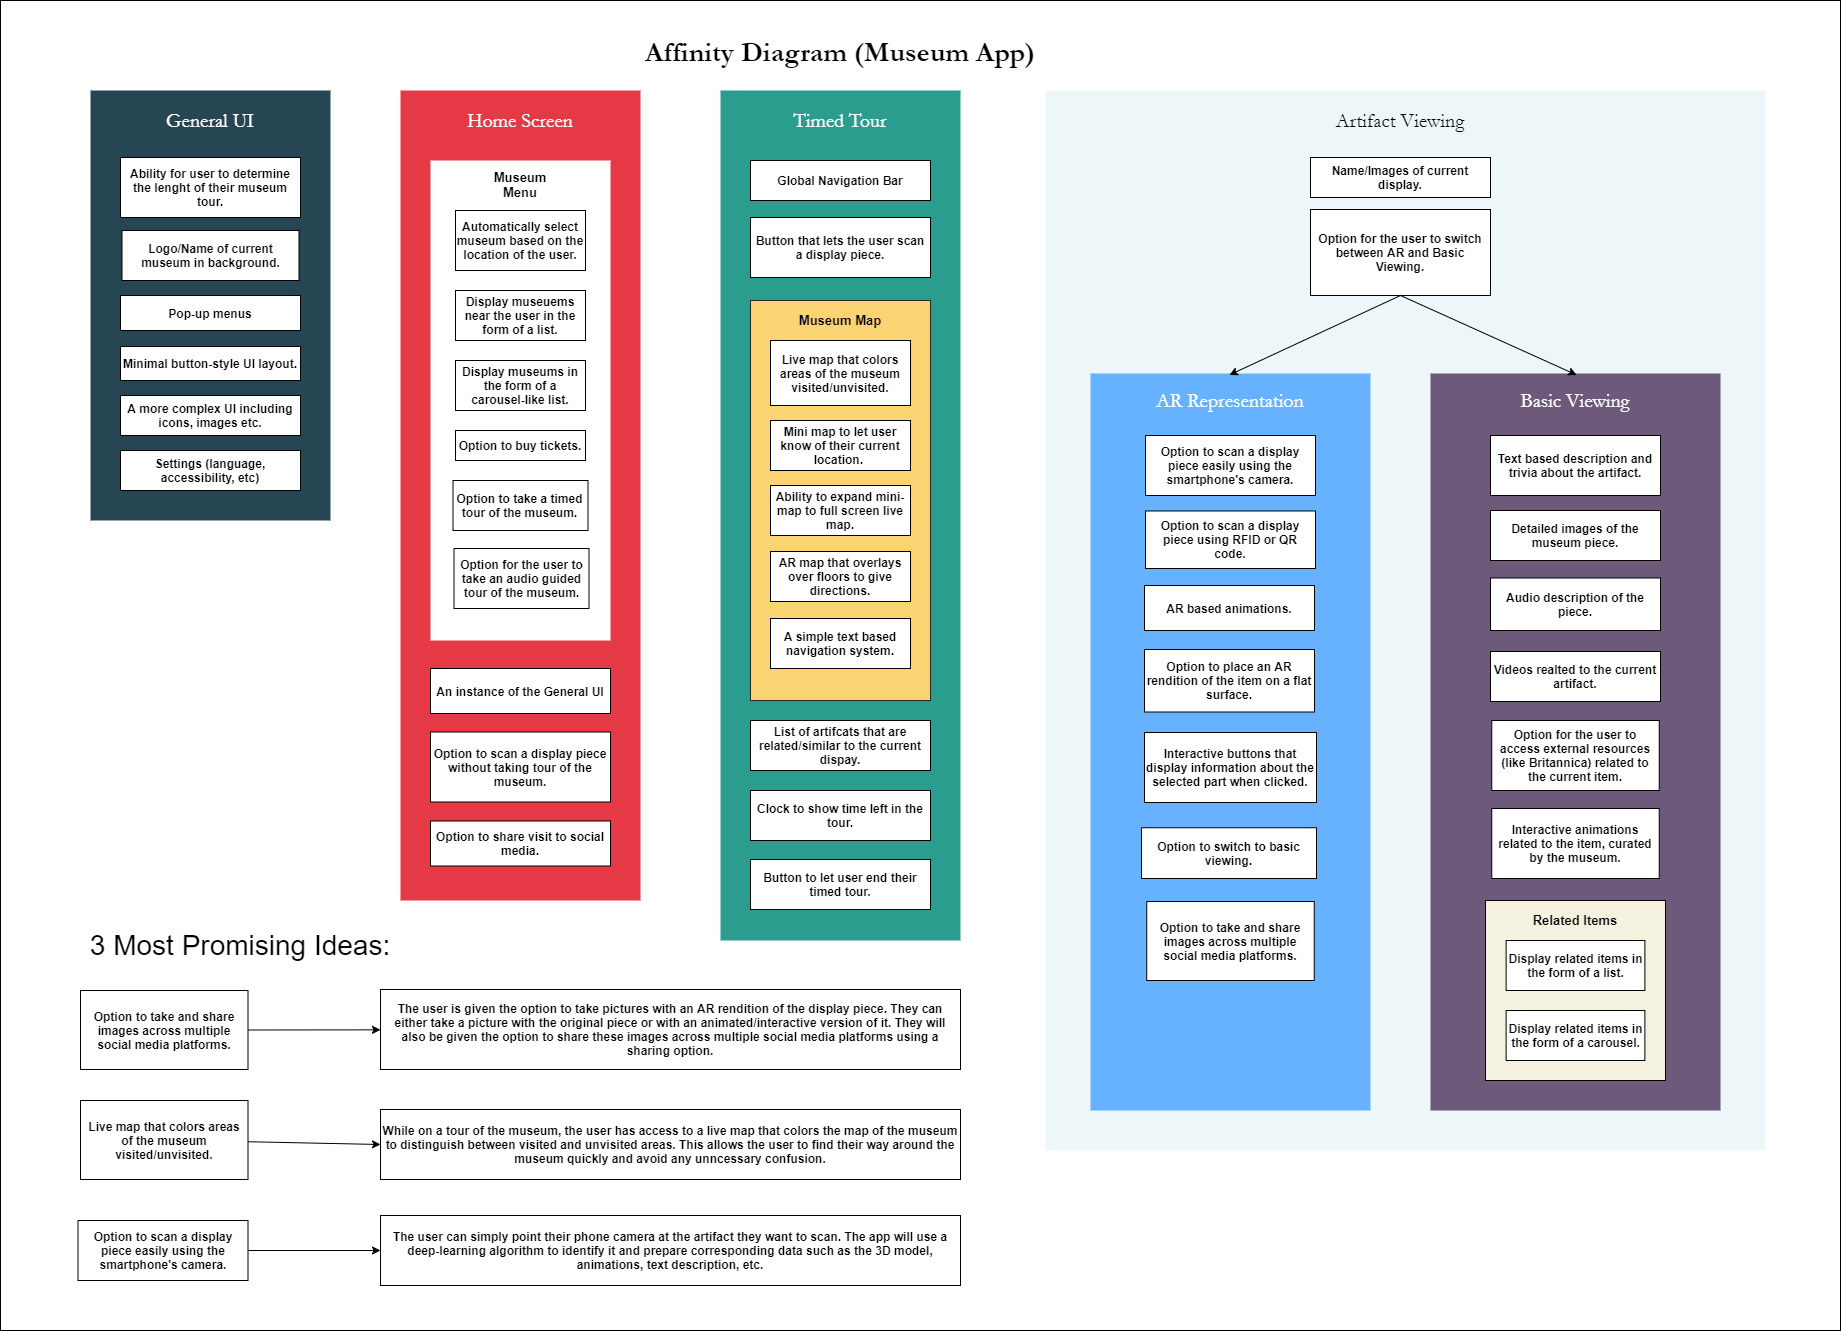 Affinity Diagram (Museum App)
General UI
Ability for user to determine
the lenght of their museum
tour.
Logo/Name of current
museum in background.
Pop-up menus
Minimal button-style UI layout.
A more complex UI including
icons, images etc.
Settings (language,
accessibility, etc)
Home Screen
Museum
Menu
Automatically select
museum based on the
location of the user.
Display museuems
near the user in the
form of a list.
Display museums in
the form of a
carousel-like list.
Option to buy tickets.
Option to take a timed
tour of the museum.
Option for the user to
take an audio guided
tour of the museum.
An instance of the General UI
Option to scan a display piece
without taking tour of the
museum.
Option to share visit to social
media.
Timed Tour
Global Navigation Bar
Button that lets the user scan
a display piece.
Museum Map
Live map that colors
areas of the museum
visited/unvisited.
Mini map to let user
know of their current
location.
Ability to expand mini-
map to full screen live
map.
AR map that overlays
over floors to give
directions.
A simple text based
navigation system.
List of artifcats that are
related/similar to the current
dispay.
Clock to show time left in the
tour.
Button to let user end their
timed tour.
Artifact Viewing
Name/Images of current
display.
Option for the user to switch
between AR and Basic
Viewing.
AR Representation
Option to scan a display
piece easily using the
smartphone's camera.
Option to scan a display
piece using RFID or QR
code.
AR based animations.
Option to place an AR
rendition of the item on a flat
surface.
Interactive buttons that
display information about the
selected part when clicked.
Option to switch to basic
viewing.
Option to take and share
images across multiple
social media platforms.
Basic Viewing
Text based description and
trivia about the artifact.
Detailed images of the
museum piece.
Audio description of the
piece.
Videos realted to the current
artifact.
Option for the user to
access external resources
(like Britannica) related to
the current item.
Interactive animations
related to the item, curated
by the museum.
Related Items
Display related items in
the form of a list.
Display related items in
the form of a carousel.
3 Most Promising Ideas:
Option to take and share
images across multiple
social media platforms.
The user is given the option to take pictures with an AR rendition of the display piece. They can
either take a picture with the original piece or with an animated/interactive version of it. They will
also be given the option to share these images across multiple social media platforms using a
sharing option.
Live map that colors areas
of the museum
visited/unvisited.
While on a tour of the museum, the user has access to a live map that colors the map of the museum
to distinguish between visited and unvisited areas. This allows the user to find their way around the
museum quickly and avoid any unncessary confusion.
Option to scan a display
piece easily using the
smartphone's camera.
The user can simply point their phone camera at the artifact they want to scan. The app will use a
deep-learning algorithm to identify it and prepare corresponding data such as the 3D model,
animations, text description, etc.